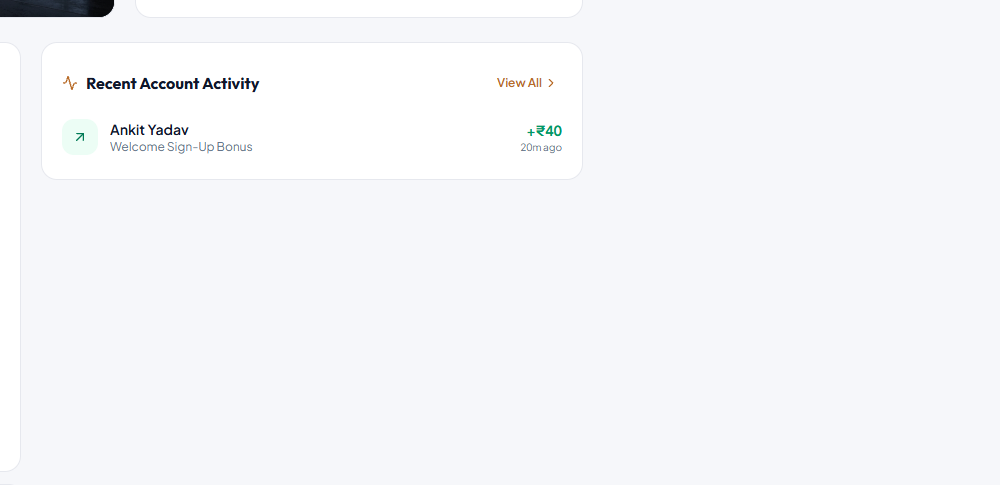 Recent Account Activity
View All
Ankit Yadav
+₹40
Welcome Sign-Up Bonus
20m ago